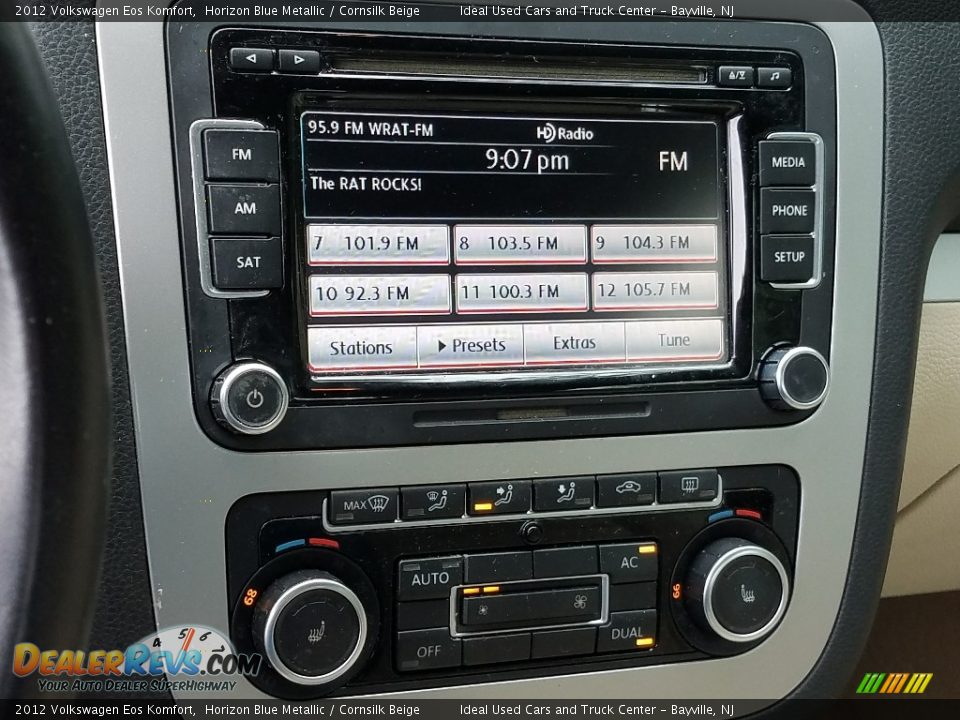 2012 Volkswagen Eos Komfort, Horizon Blue Metallic / Cornsilk Beige Ideal Used Cars and Truck Center – Bayville, NJ
95.9 FM WRAT-FM HD Radio
9:07 pm FM
The RAT ROCKS!
FM
AM
SAT
MEDIA
PHONE
SETUP
7 101.9 FM 8 103.5 FM 9 104.3 FM
10 92.3 FM 11 100.3 FM 12 105.7 FM
Stations Presets Extras Tune
MAX
AUTO AC
68 66
OFF DUAL
4 5 6
DealerRevs.com
Your Auto Dealer SuperHighway
2012 Volkswagen Eos Komfort, Horizon Blue Metallic / Cornsilk Beige Ideal Used Cars and Truck Center – Bayville, NJ